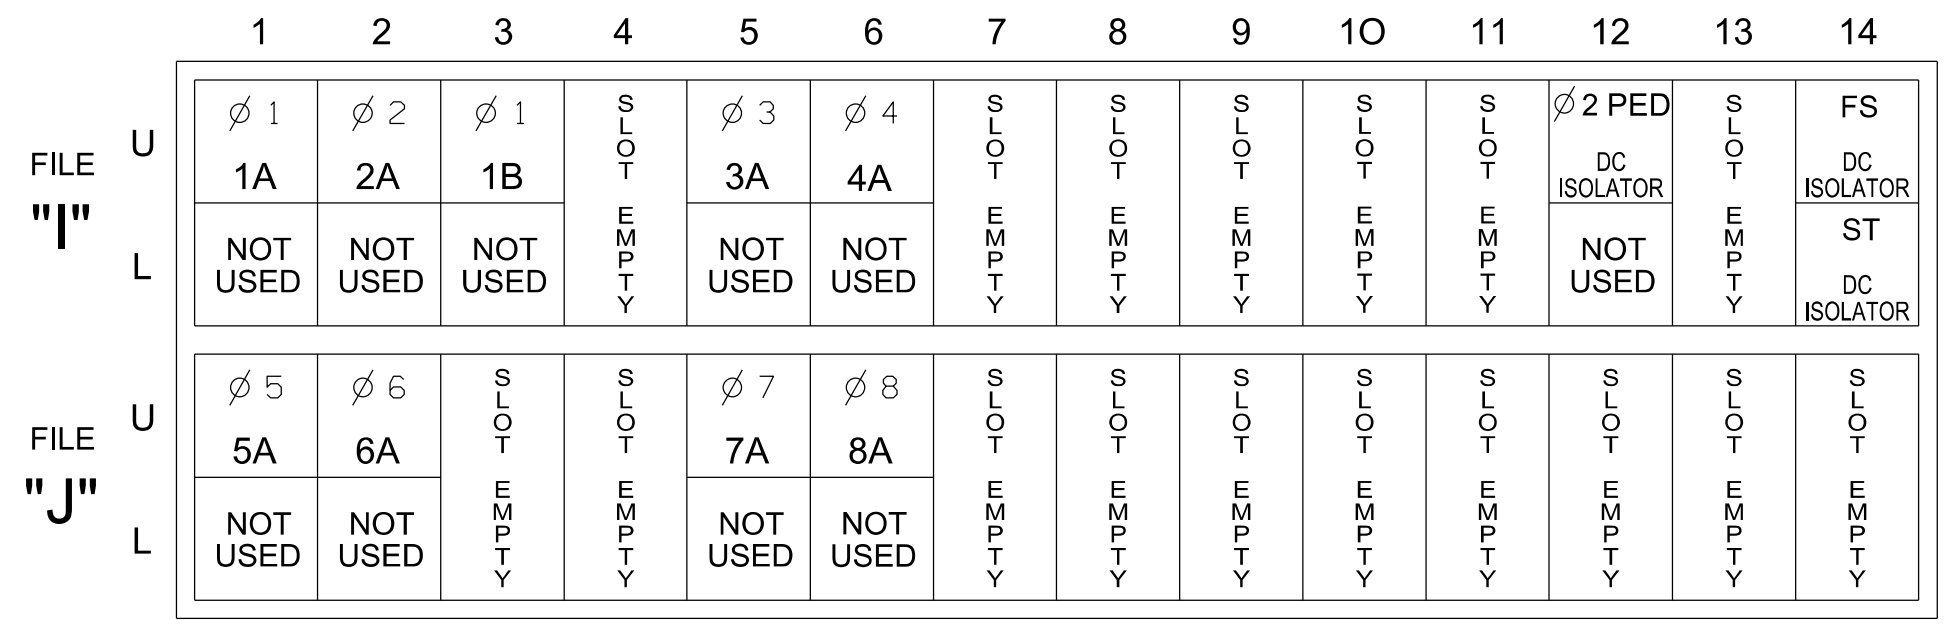 1 2 3 4 5 6 7 8 9 10 11 12 13 14
FILE "I"
U
Ø 1 1A
Ø 2 2A
Ø 1 1B
SLOT EMPTY
Ø 3 3A
Ø 4 4A
SLOT EMPTY
SLOT EMPTY
SLOT EMPTY
SLOT EMPTY
SLOT EMPTY
Ø 2 PED DC ISOLATOR
SLOT EMPTY
FS DC ISOLATOR
L
NOT USED
NOT USED
NOT USED
NOT USED
NOT USED
NOT USED
ST DC ISOLATOR
FILE "J"
U
Ø 5 5A
Ø 6 6A
SLOT EMPTY
SLOT EMPTY
Ø 7 7A
Ø 8 8A
SLOT EMPTY
SLOT EMPTY
SLOT EMPTY
SLOT EMPTY
SLOT EMPTY
SLOT EMPTY
SLOT EMPTY
SLOT EMPTY
L
NOT USED
NOT USED
NOT USED
NOT USED